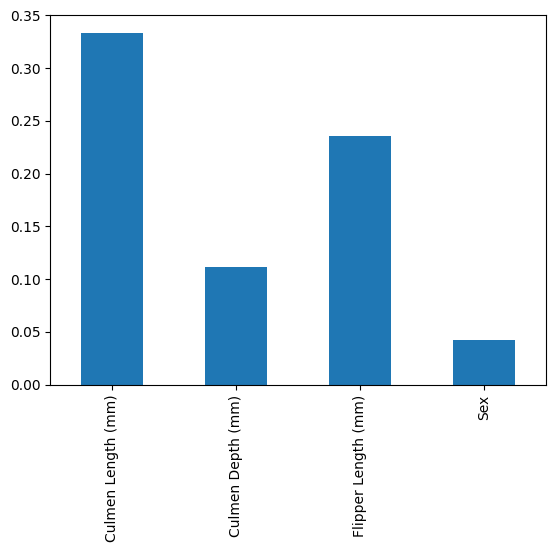 0.35
0.30
0.25
0.20
0.15
0.10
0.05
0.00
Culmen Length (mm)
Culmen Depth (mm)
Flipper Length (mm)
Sex